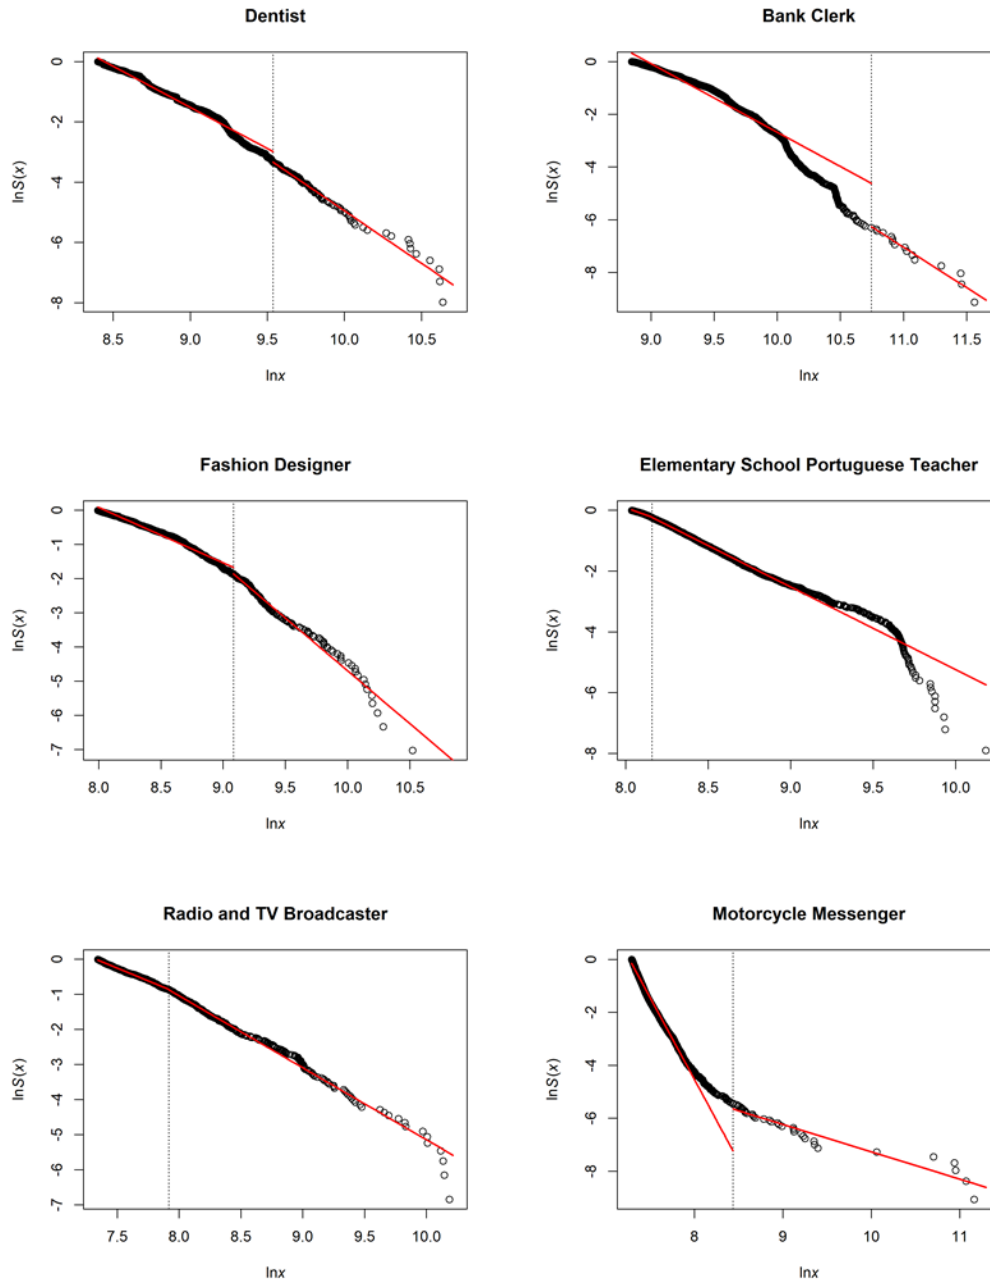 Dentist
0
-2
-4
-6
-8
lnS(x)
8.5 9.0 9.5 10.0 10.5
lnx
Bank Clerk
0
-2
-4
-6
-8
lnS(x)
9.0 9.5 10.0 10.5 11.0 11.5
lnx
Fashion Designer
0
-1
-2
-3
-4
-5
-6
-7
lnS(x)
8.0 8.5 9.0 9.5 10.0 10.5
lnx
Elementary School Portuguese Teacher
0
-2
-4
-6
-8
lnS(x)
8.0 8.5 9.0 9.5 10.0
lnx
Radio and TV Broadcaster
0
-1
-2
-3
-4
-5
-6
-7
lnS(x)
7.5 8.0 8.5 9.0 9.5 10.0
lnx
Motorcycle Messenger
0
-2
-4
-6
-8
lnS(x)
8 9 10 11
lnx